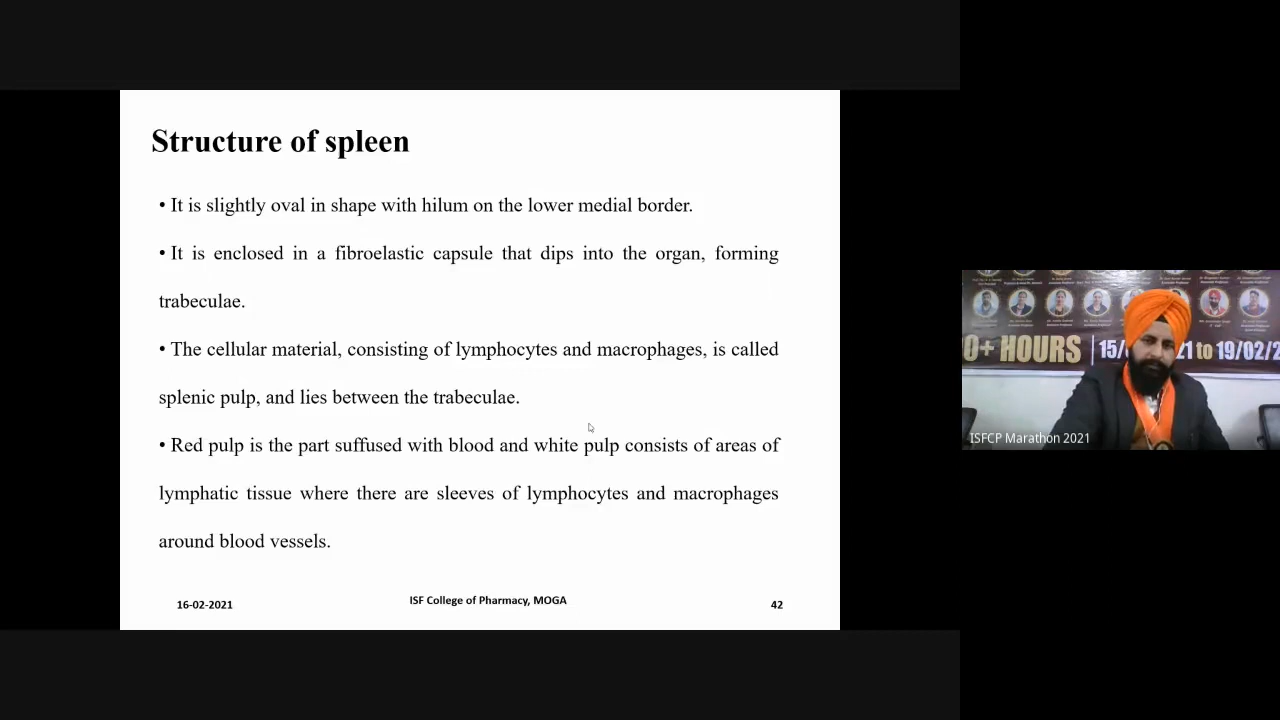 Structure of spleen
• It is slightly oval in shape with hilum on the lower medial border.
• It is enclosed in a fibroelastic capsule that dips into the organ, forming
trabeculae.
• The cellular material, consisting of lymphocytes and macrophages, is called
splenic pulp, and lies between the trabeculae.
• Red pulp is the part suffused with blood and white pulp consists of areas of
lymphatic tissue where there are sleeves of lymphocytes and macrophages
around blood vessels.
16-02-2021
ISF College of Pharmacy, MOGA
42
0+ HOURS
15/
21 to 19/02/2
ISFCP Marathon 2021